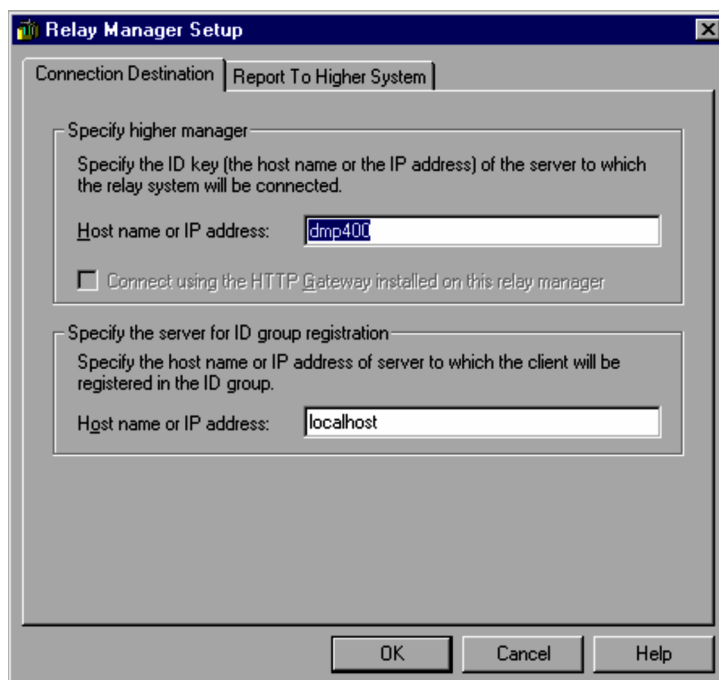 Relay Manager Setup
Connection Destination
Report To Higher System
Specify higher manager
Specify the ID key (the host name or the IP address) of the server to which
the relay system will be connected.
Host name or IP address:
dmp400
Connect using the HTTP Gateway installed on this relay manager
Specify the server for ID group registration
Specify the host name or IP address of server to which the client will be
registered in the ID group.
Host name or IP address:
localhost
OK
Cancel
Help